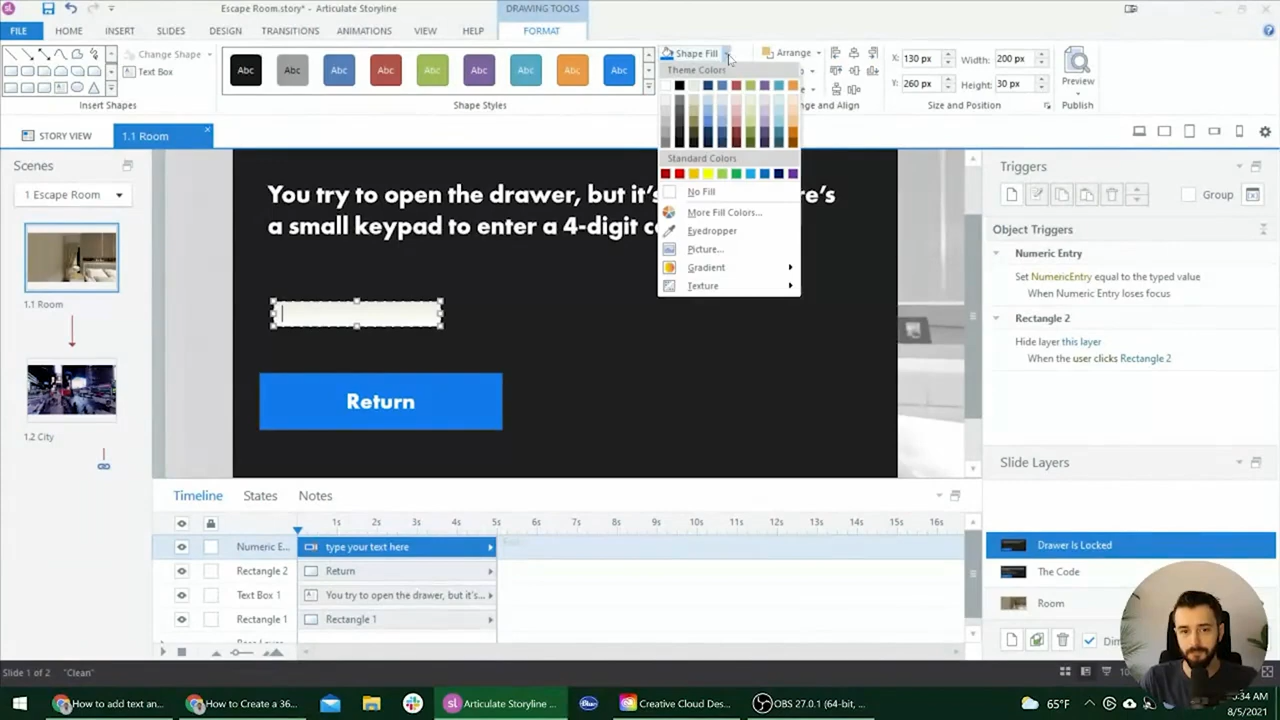 Escape Room.story* - Articulate Storyline
DRAWING TOOLS
FILE HOME INSERT SLIDES DESIGN TRANSITIONS ANIMATIONS VIEW HELP FORMAT
Change Shape
Text Box
Insert Shapes
Abc Abc Abc Abc Abc Abc Abc Abc Abc
Shape Styles
Shape Fill
Arrange
X: 130 px Width: 200 px
Y: 260 px Height: 30 px
Size and Position
Preview
Publish
Theme Colors
Standard Colors
No Fill
More Fill Colors...
Eyedropper
Picture...
Gradient
Texture
STORY VIEW
1.1 Room
Scenes
1 Escape Room
1.1 Room
1.2 City
You try to open the drawer, but it's
a small keypad to enter a 4-digit
Return
Triggers
Group
Object Triggers
Numeric Entry
Set NumericEntry equal to the typed value
When Numeric Entry loses focus
Rectangle 2
Hide layer this layer
When the user clicks Rectangle 2
Timeline States Notes
1s 2s 3s 4s 5s 6s 7s 8s 9s 10s 11s 12s 13s 14s 15s 16s
Numeric E... type your text here
Rectangle 2 Return
Text Box 1 You try to open the drawer, but it's...
Rectangle 1 Rectangle 1
Slide Layers
Drawer Is Locked
The Code
Room
Slide 1 of 2 "Clean"
How to add text an...
How to Create a 36...
Articulate Storyline ...
Creative Cloud Des...
OBS 27.0.1 (64-bit, ...
65°F
5:34 AM
8/5/2021